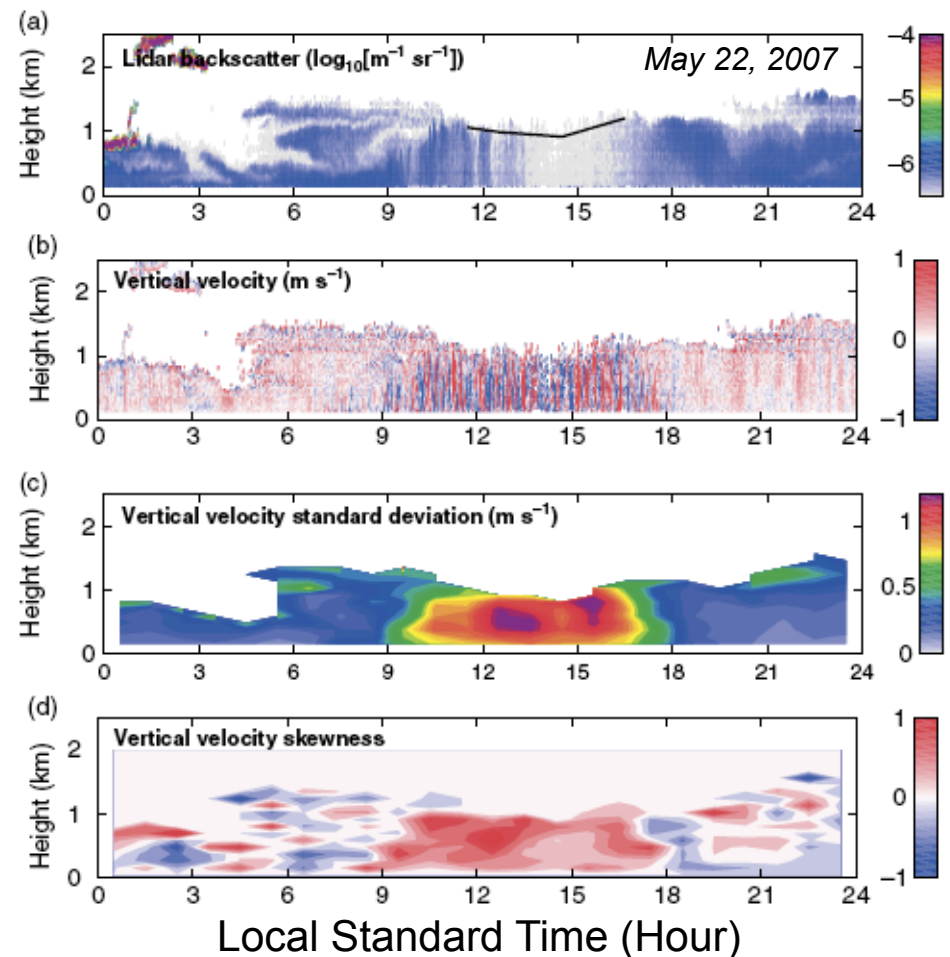 (a)
Lidar backscatter (log₁₀[m⁻¹ sr⁻¹])
May 22, 2007
Height (km)
2
1
0
0 3 6 9 12 15 18 21 24
−4
−5
−6
(b)
Vertical velocity (m s⁻¹)
Height (km)
2
1
0
0 3 6 9 12 15 18 21 24
1
0
−1
(c)
Vertical velocity standard deviation (m s⁻¹)
Height (km)
2
1
0
0 3 6 9 12 15 18 21 24
1
0.5
0
(d)
Vertical velocity skewness
Height (km)
2
1
0
0 3 6 9 12 15 18 21 24
1
0
−1
Local Standard Time (Hour)